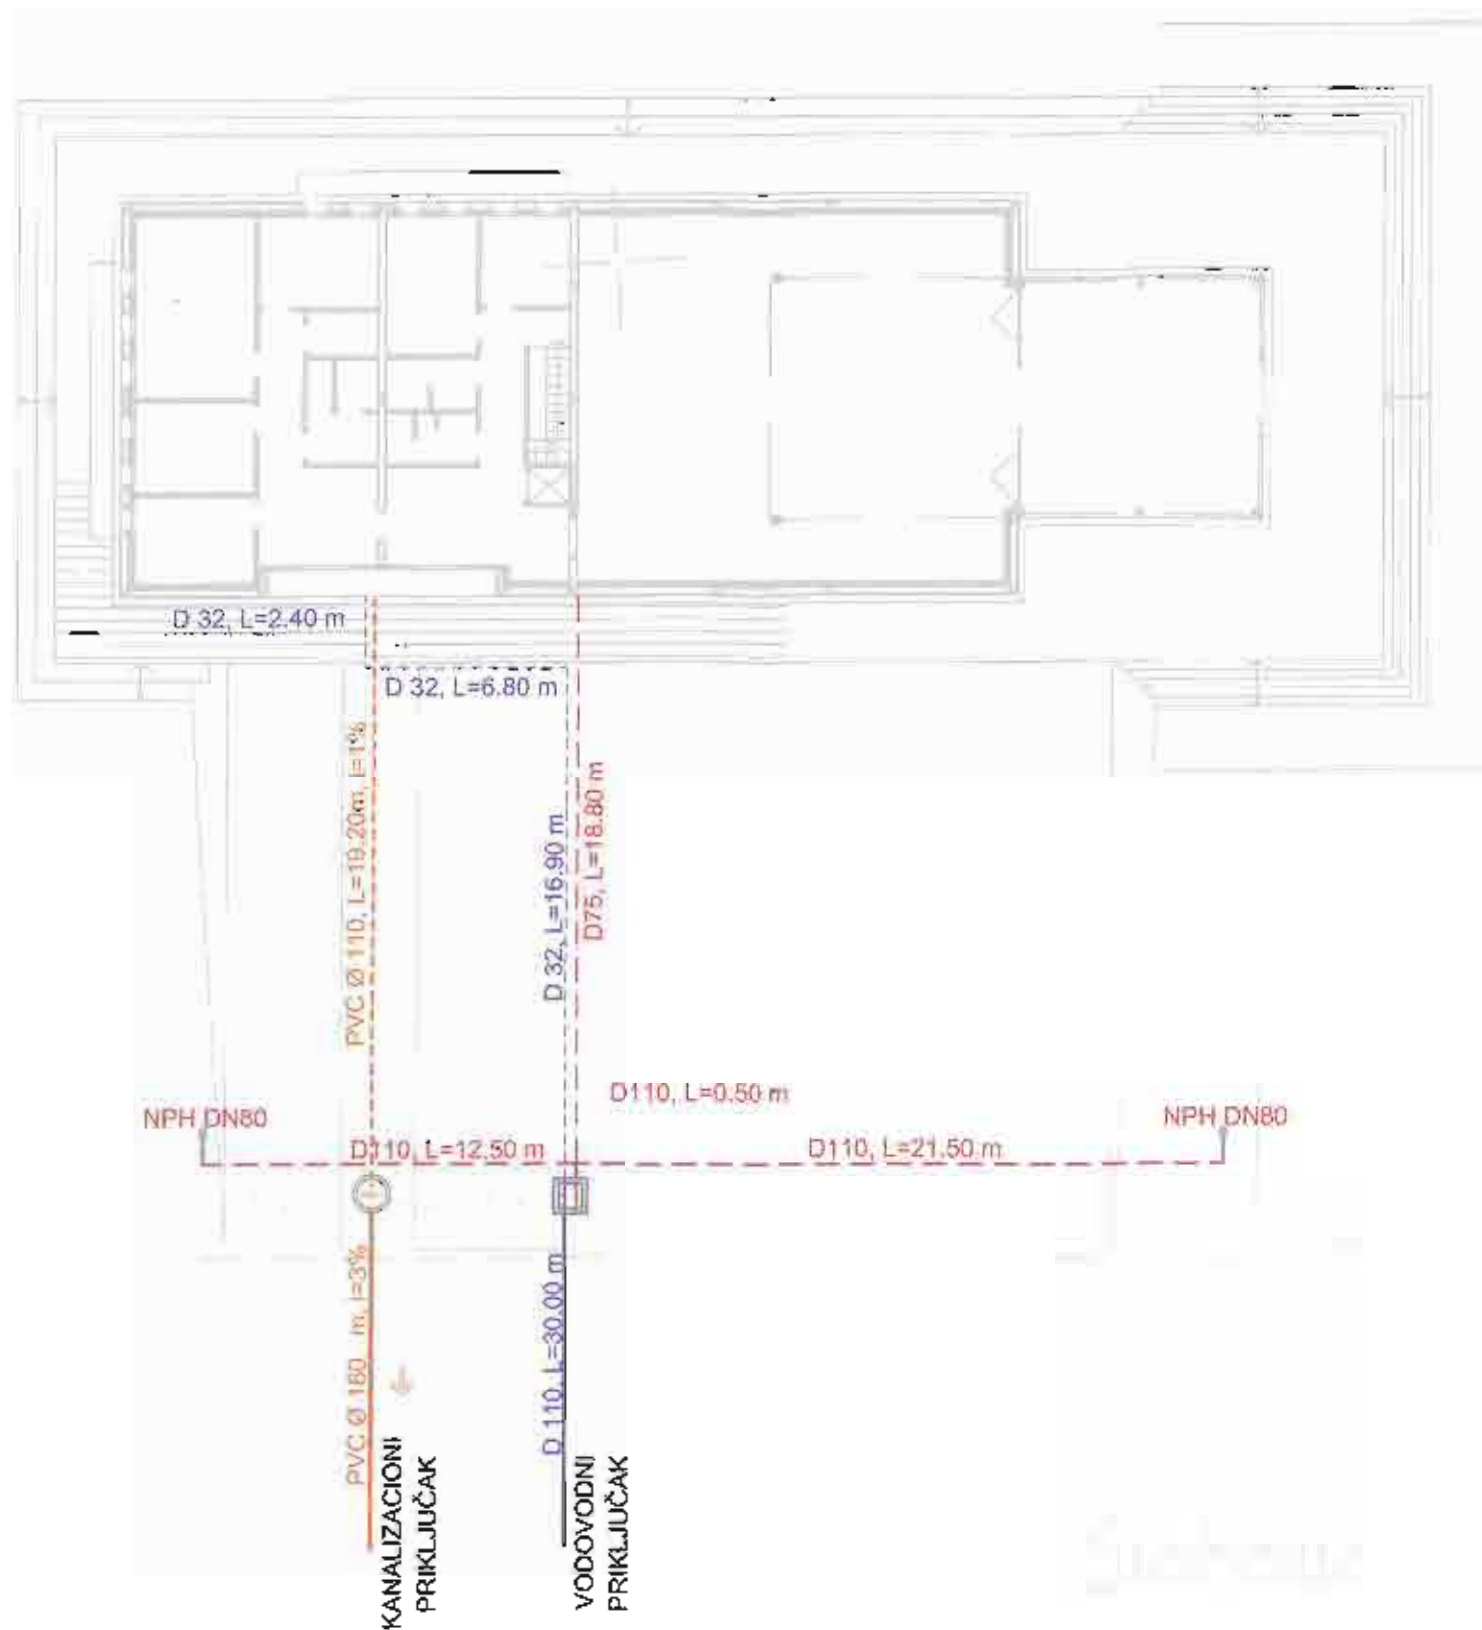 D 32, L=2.40 m
D 32, L=6.80 m
PVC Ø 110, L=19.20m, i=1%
D 32, L=16.90 m
D75, L=18.80 m
D110, L=0.50 m
NPH DN80
NPH DN80
D110, L=12.50 m
D110, L=21.50 m
PVC Ø 160 m, i=3%
D 110, L=30.00 m
KANALIZACIONI
PRIKLJUČAK
VODOVODNI
PRIKLJUČAK